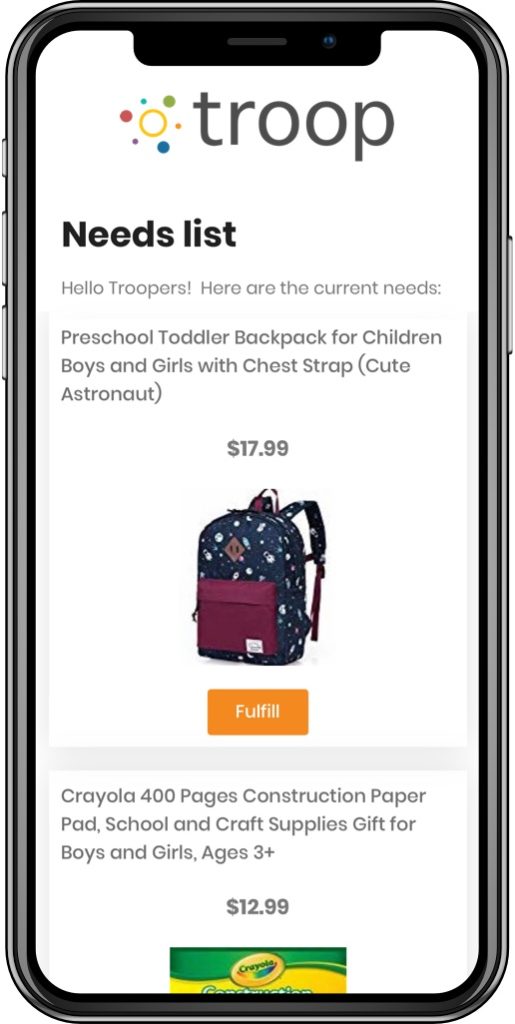 troop
Needs list
Hello Troopers!  Here are the current needs:
Preschool Toddler Backpack for Children
Boys and Girls with Chest Strap (Cute
Astronaut)
$17.99
Fulfill
Crayola 400 Pages Construction Paper
Pad, School and Craft Supplies Gift for
Boys and Girls, Ages 3+
$12.99
Crayola
Construction